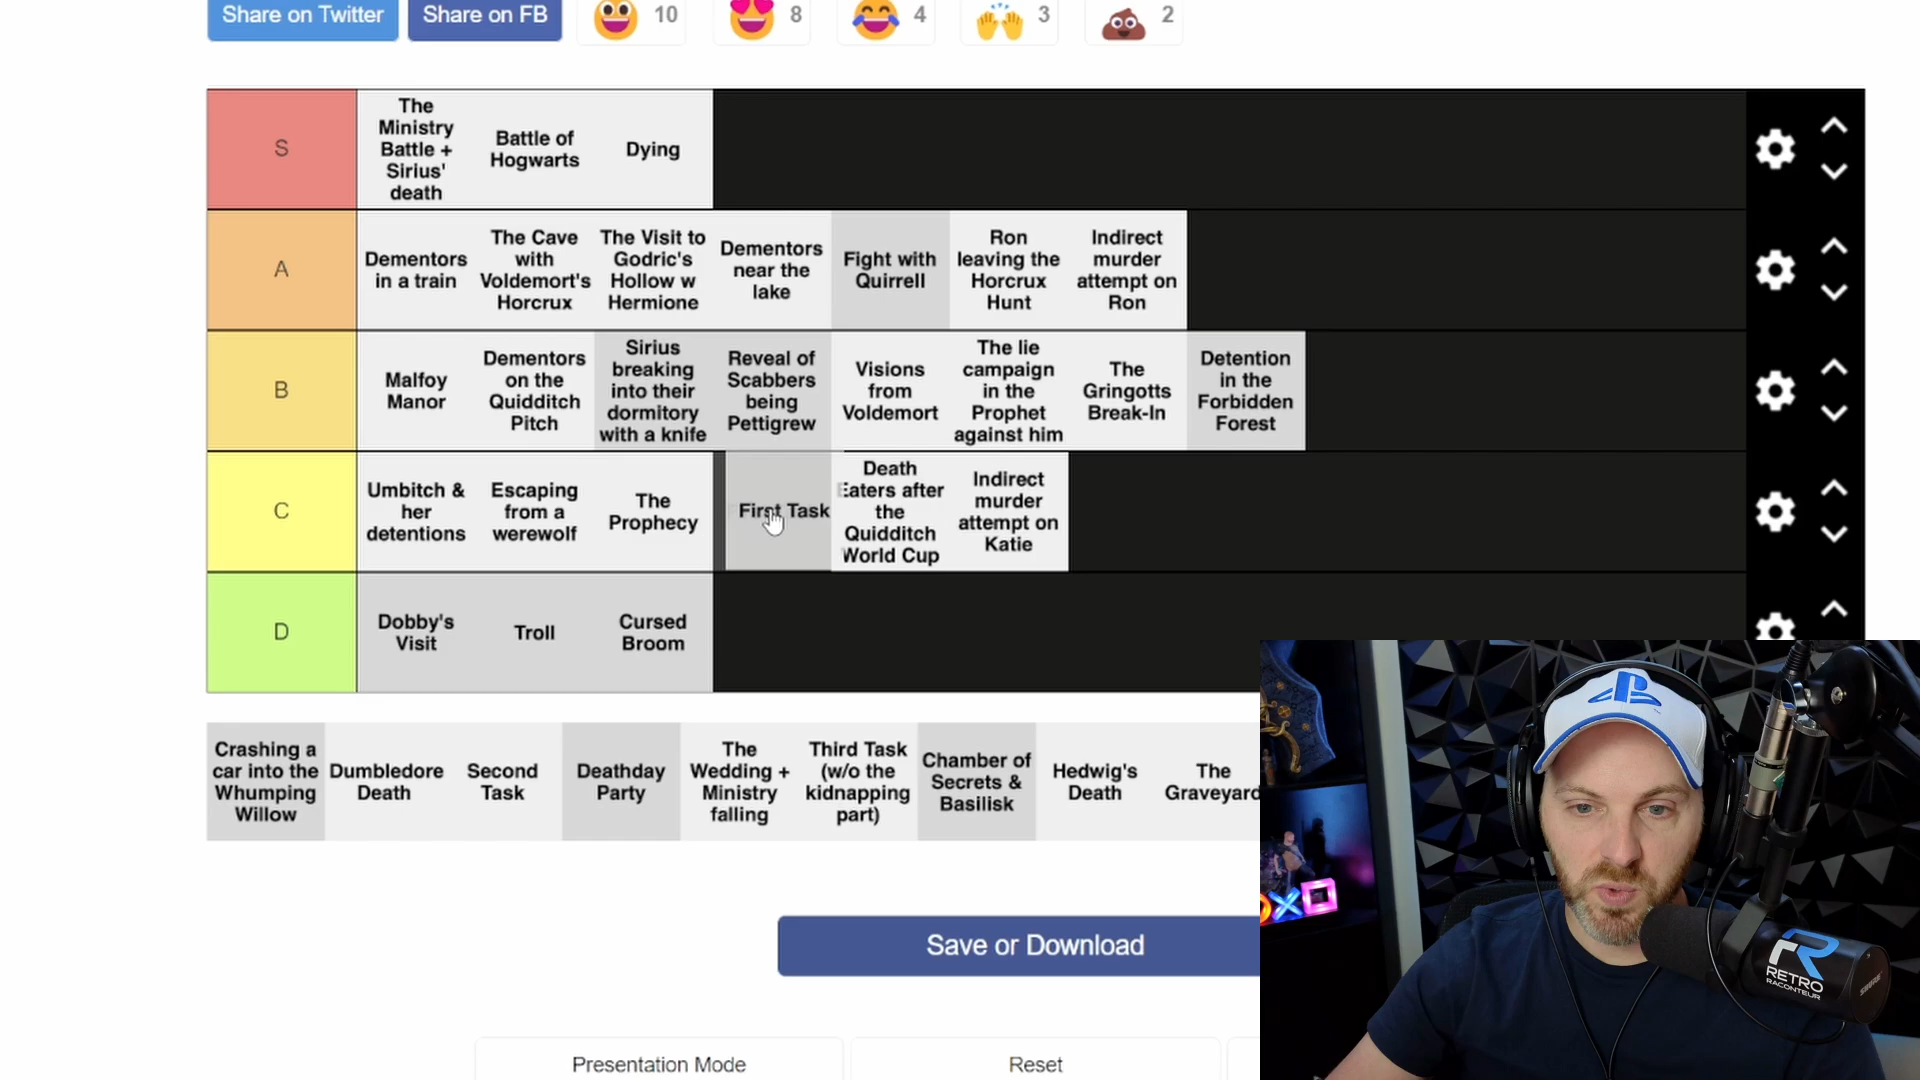 Share on Twitter
Share on FB
10
8
4
3
2
S
The
Ministry
Battle +
Sirius'
death
Battle of
Hogwarts
Dying
A
Dementors
in a train
The Cave
with
Voldemort's
Horcrux
The Visit to
Godric's
Hollow w
Hermione
Dementors
near the
lake
Fight with
Quirrell
Ron
leaving the
Horcrux
Hunt
Indirect
murder
attempt on
Ron
B
Malfoy
Manor
Dementors
on the
Quidditch
Pitch
Sirius
breaking
into their
dormitory
with a knife
Reveal of
Scabbers
being
Pettigrew
Visions
from
Voldemort
The lie
campaign
in the
Prophet
against him
The
Gringotts
Break-In
Detention
in the
Forbidden
Forest
C
Umbitch &
her
detentions
Escaping
from a
werewolf
The
Prophecy
First Task
Death
Eaters after
the
Quidditch
World Cup
Indirect
murder
attempt on
Katie
D
Dobby's
Visit
Troll
Cursed
Broom
Crashing a
car into the
Whumping
Willow
Dumbledore
Death
Second
Task
Deathday
Party
The
Wedding +
Ministry
falling
Third Task
(w/o the
kidnapping
part)
Chamber of
Secrets &
Basilisk
Hedwig's
Death
The
Graveyard
Save or Download
Presentation Mode
Reset
RETRO
RACONTEUR
SHURE